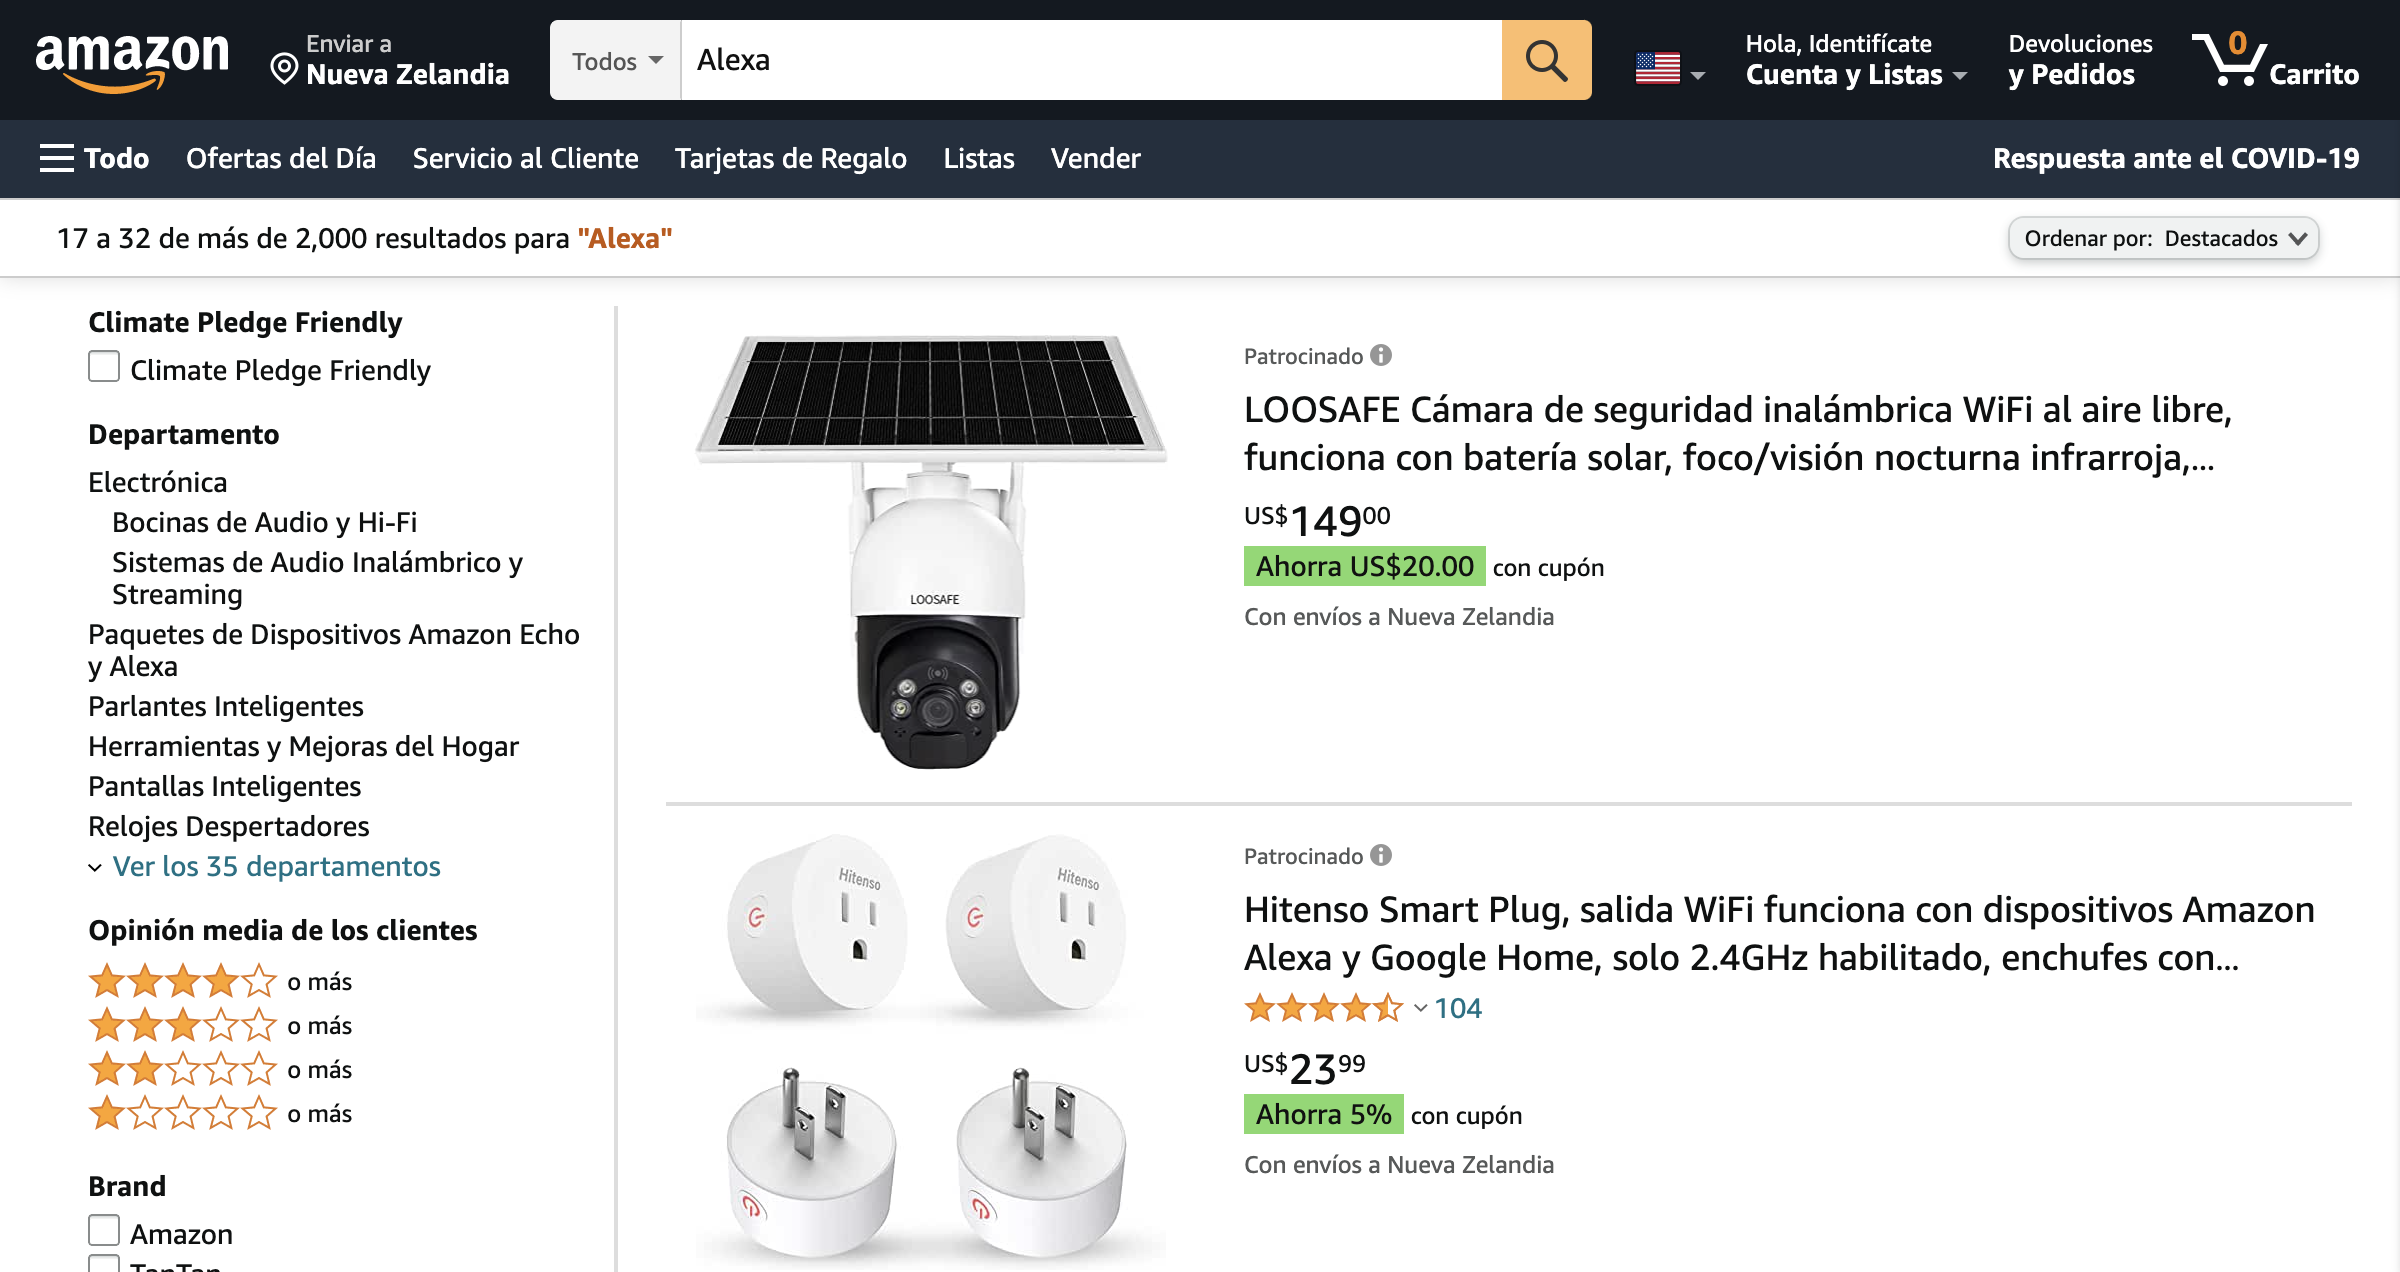 amazon
Enviar a
Nueva Zelandia
Todos
Alexa
Hola, Identifícate
Cuenta y Listas
Devoluciones
y Pedidos
0
Carrito
Todo
Ofertas del Día
Servicio al Cliente
Tarjetas de Regalo
Listas
Vender
Respuesta ante el COVID-19
17 a 32 de más de 2,000 resultados para "Alexa"
Ordenar por: Destacados
Climate Pledge Friendly
Climate Pledge Friendly
Departamento
Electrónica
Bocinas de Audio y Hi-Fi
Sistemas de Audio Inalámbrico y
Streaming
Paquetes de Dispositivos Amazon Echo
y Alexa
Parlantes Inteligentes
Herramientas y Mejoras del Hogar
Pantallas Inteligentes
Relojes Despertadores
Ver los 35 departamentos
Opinión media de los clientes
o más
o más
o más
o más
Brand
Amazon
TanTan
LOOSAFE
Patrocinado
LOOSAFE Cámara de seguridad inalámbrica WiFi al aire libre,
funciona con batería solar, foco/visión nocturna infrarroja,...
US$14900
Ahorra US$20.00 con cupón
Con envíos a Nueva Zelandia
Hitenso
Hitenso
Patrocinado
Hitenso Smart Plug, salida WiFi funciona con dispositivos Amazon
Alexa y Google Home, solo 2.4GHz habilitado, enchufes con...
104
US$2399
Ahorra 5% con cupón
Con envíos a Nueva Zelandia